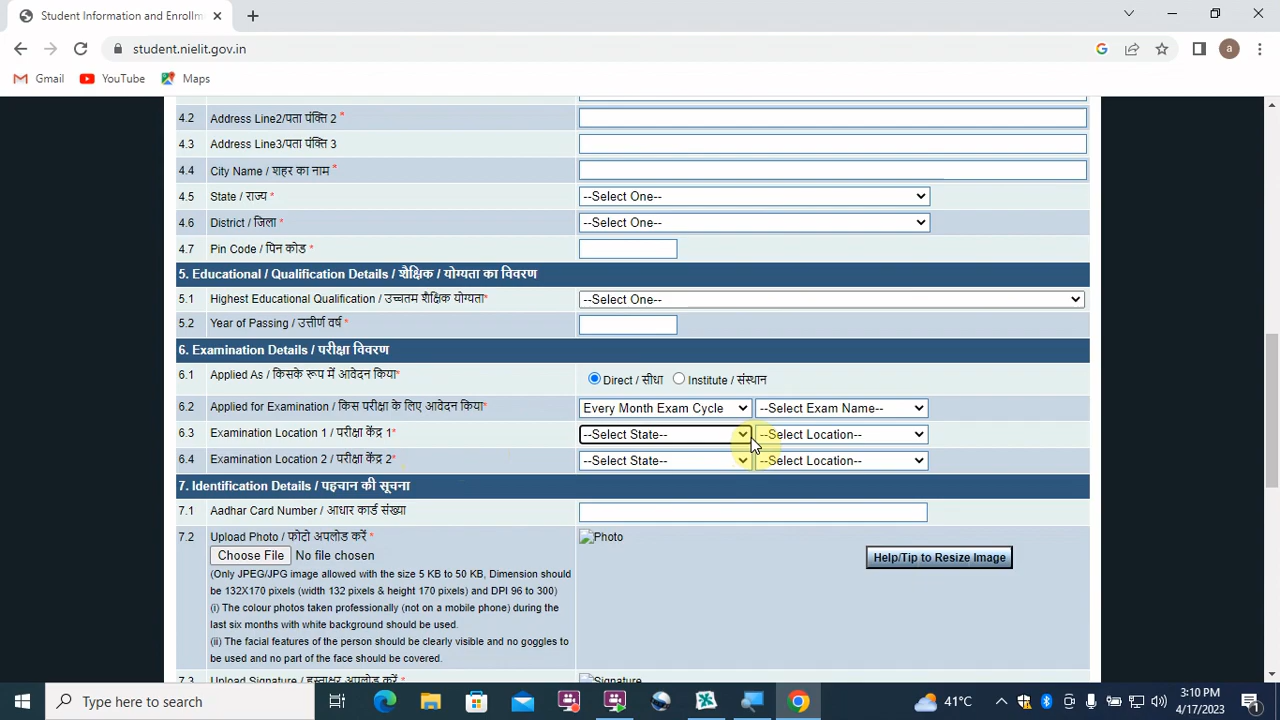 Student Information and Enrollm
student.nielit.gov.in
a
Gmail
YouTube
Maps
4.2 Address Line2/पता पंक्ति 2 *
4.3 Address Line3/पता पंक्ति 3
4.4 City Name / शहर का नाम *
4.5 State / राज्य * --Select One--
4.6 District / जिला * --Select One--
4.7 Pin Code / पिन कोड *
5. Educational / Qualification Details / शैक्षिक / योग्यता का विवरण
5.1 Highest Educational Qualification / उच्चतम शैक्षिक योग्यता* --Select One--
5.2 Year of Passing / उत्तीर्ण वर्ष *
6. Examination Details / परीक्षा विवरण
6.1 Applied As / किसके रूप में आवेदन किया* Direct / सीधा Institute / संस्थान
6.2 Applied for Examination / किस परीक्षा के लिए आवेदन किया* Every Month Exam Cycle --Select Exam Name--
6.3 Examination Location 1 / परीक्षा केंद्र 1* --Select State-- --Select Location--
6.4 Examination Location 2 / परीक्षा केंद्र 2* --Select State-- --Select Location--
7. Identification Details / पहचान की सूचना
7.1 Aadhar Card Number / आधार कार्ड संख्या
7.2 Upload Photo / फोटो अपलोड करें * Photo
Choose File No file chosen Help/Tip to Resize Image
(Only JPEG/JPG image allowed with the size 5 KB to 50 KB, Dimension should
be 132X170 pixels (width 132 pixels & height 170 pixels) and DPI 96 to 300)
(i) The colour photos taken professionally (not on a mobile phone) during the
last six months with white background should be used.
(ii) The facial features of the person should be clearly visible and no goggles to
be used and no part of the face should be covered.
7.3 Upload Signature / हस्ताक्षर अपलोड करें * Signature
Type here to search
41°C
3:10 PM
4/17/2023
1